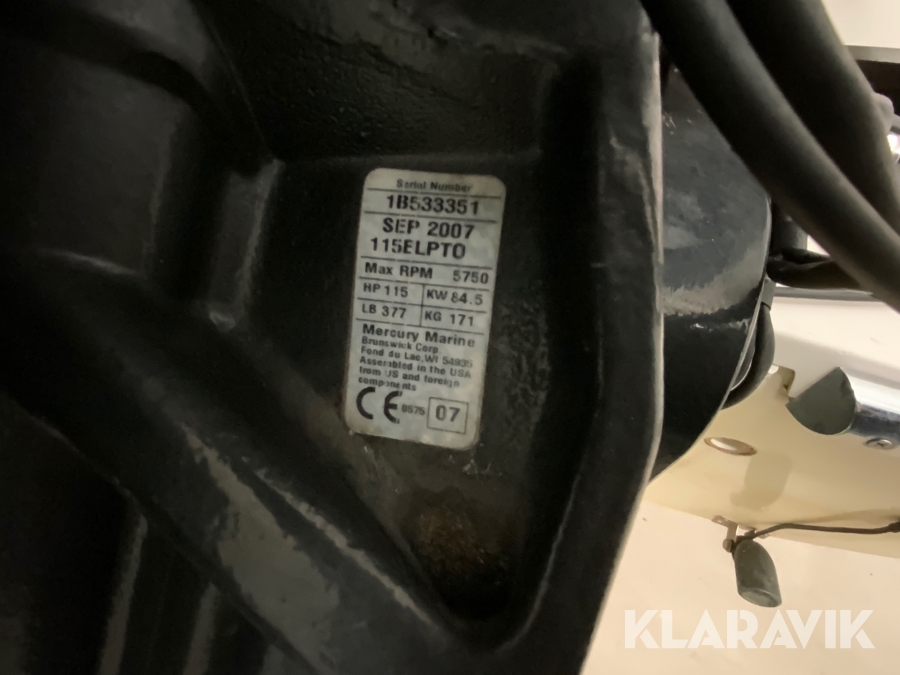 Serial Number
1B533351
SEP 2007
115ELPTO
Max RPM 5750
HP 115 KW 84.5
LB 377 KG 171
Mercury Marine
Brunswick Corp.
Fond du Lac, WI 54935
Assembled in the USA
from US and foreign
components
CE 0575 07
KLARAVIK